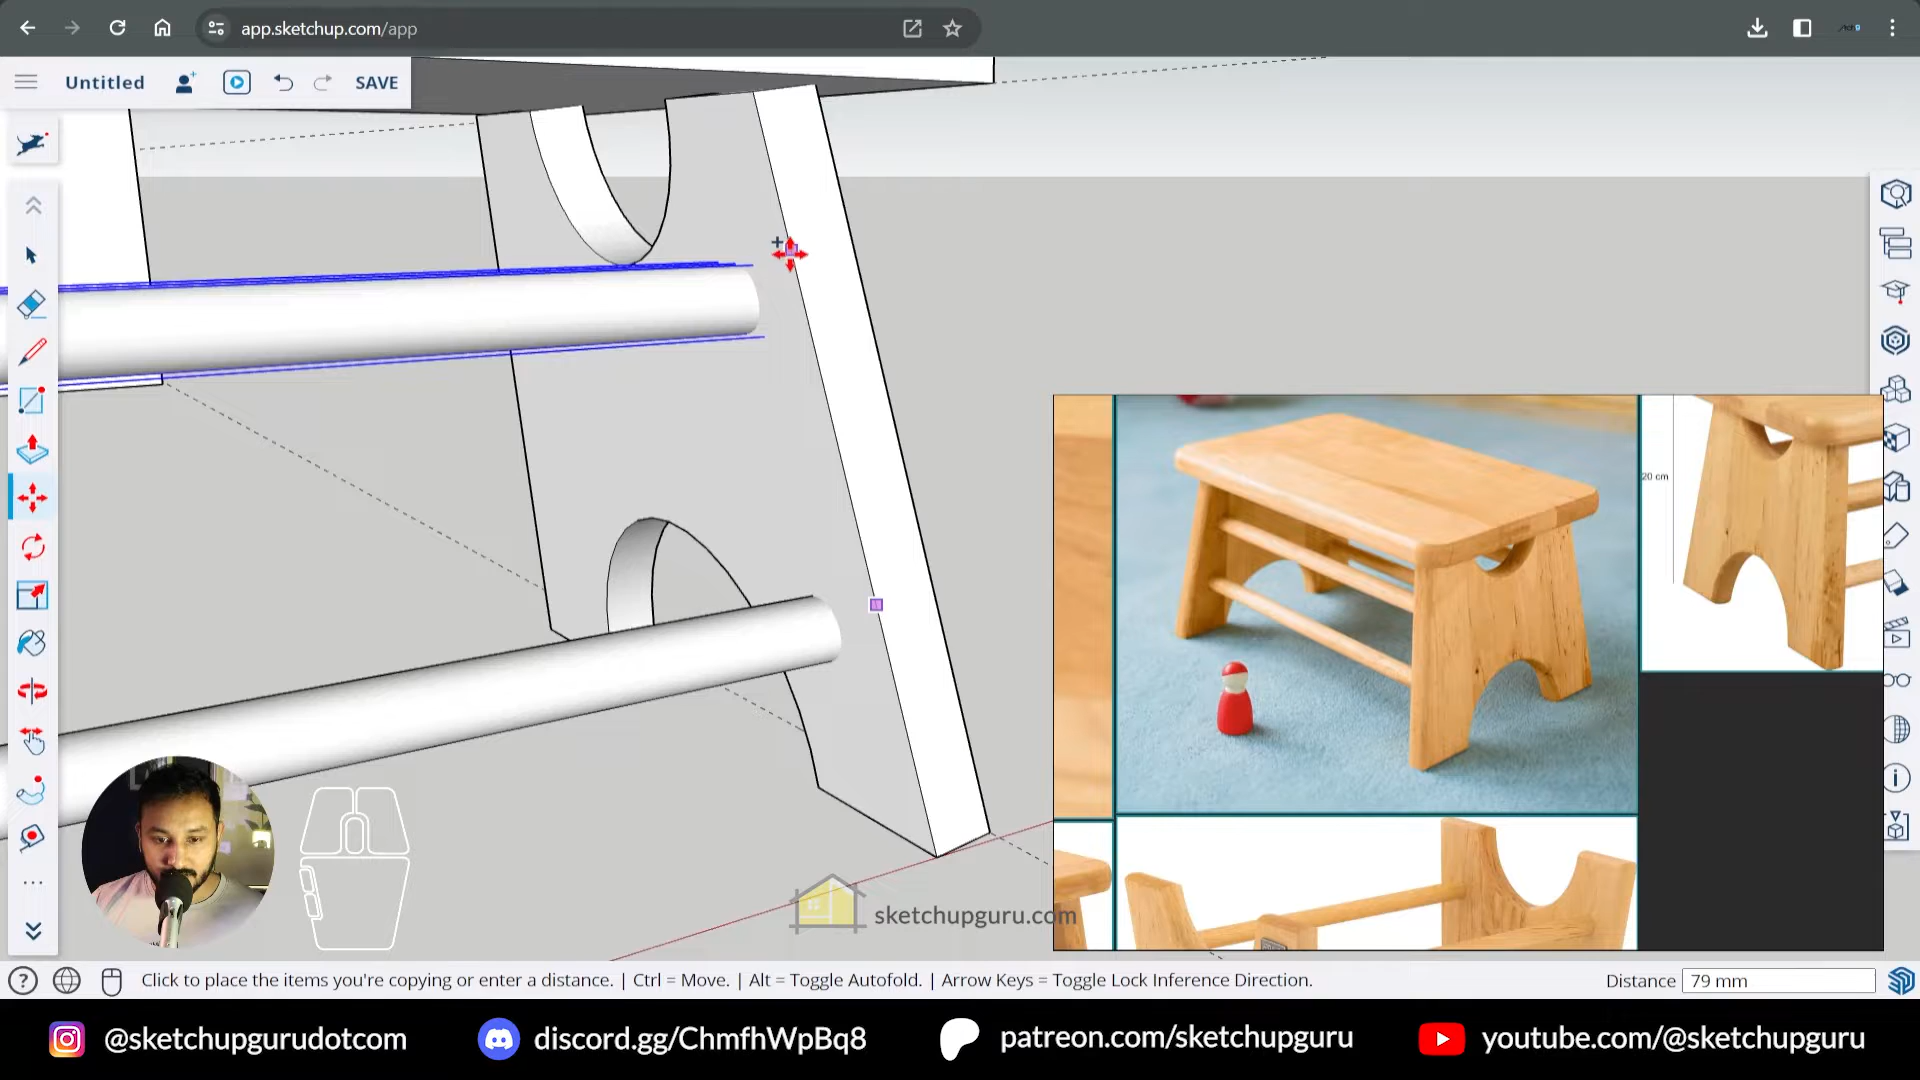 app.sketchup.com/app
Untitled
SAVE
20 cm
sketchupguru.com
Click to place the items you're copying or enter a distance. | Ctrl = Move. | Alt = Toggle Autofold. | Arrow Keys = Toggle Lock Inference Direction.
Distance 79 mm
@sketchupgurudotcom
discord.gg/ChmfhWpBq8
patreon.com/sketchupguru
youtube.com/@sketchupguru